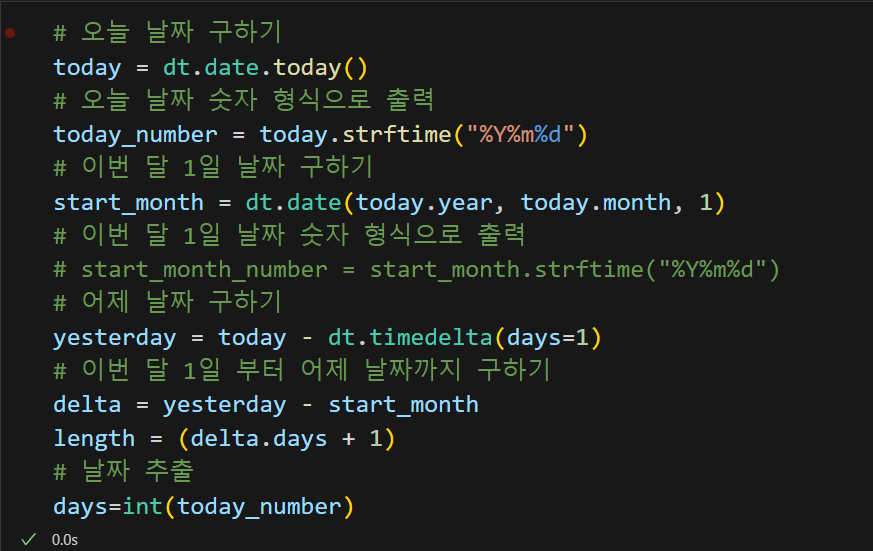 # 오늘 날짜 구하기
today = dt.date.today()
# 오늘 날짜 숫자 형식으로 출력
today_number = today.strftime("%Y%m%d")
# 이번 달 1일 날짜 구하기
start_month = dt.date(today.year, today.month, 1)
# 이번 달 1일 날짜 숫자 형식으로 출력
# start_month_number = start_month.strftime("%Y%m%d")
# 어제 날짜 구하기
yesterday = today - dt.timedelta(days=1)
# 이번 달 1일 부터 어제 날짜까지 구하기
delta = yesterday - start_month
length = (delta.days + 1)
# 날짜 추출
days=int(today_number)
0.0s